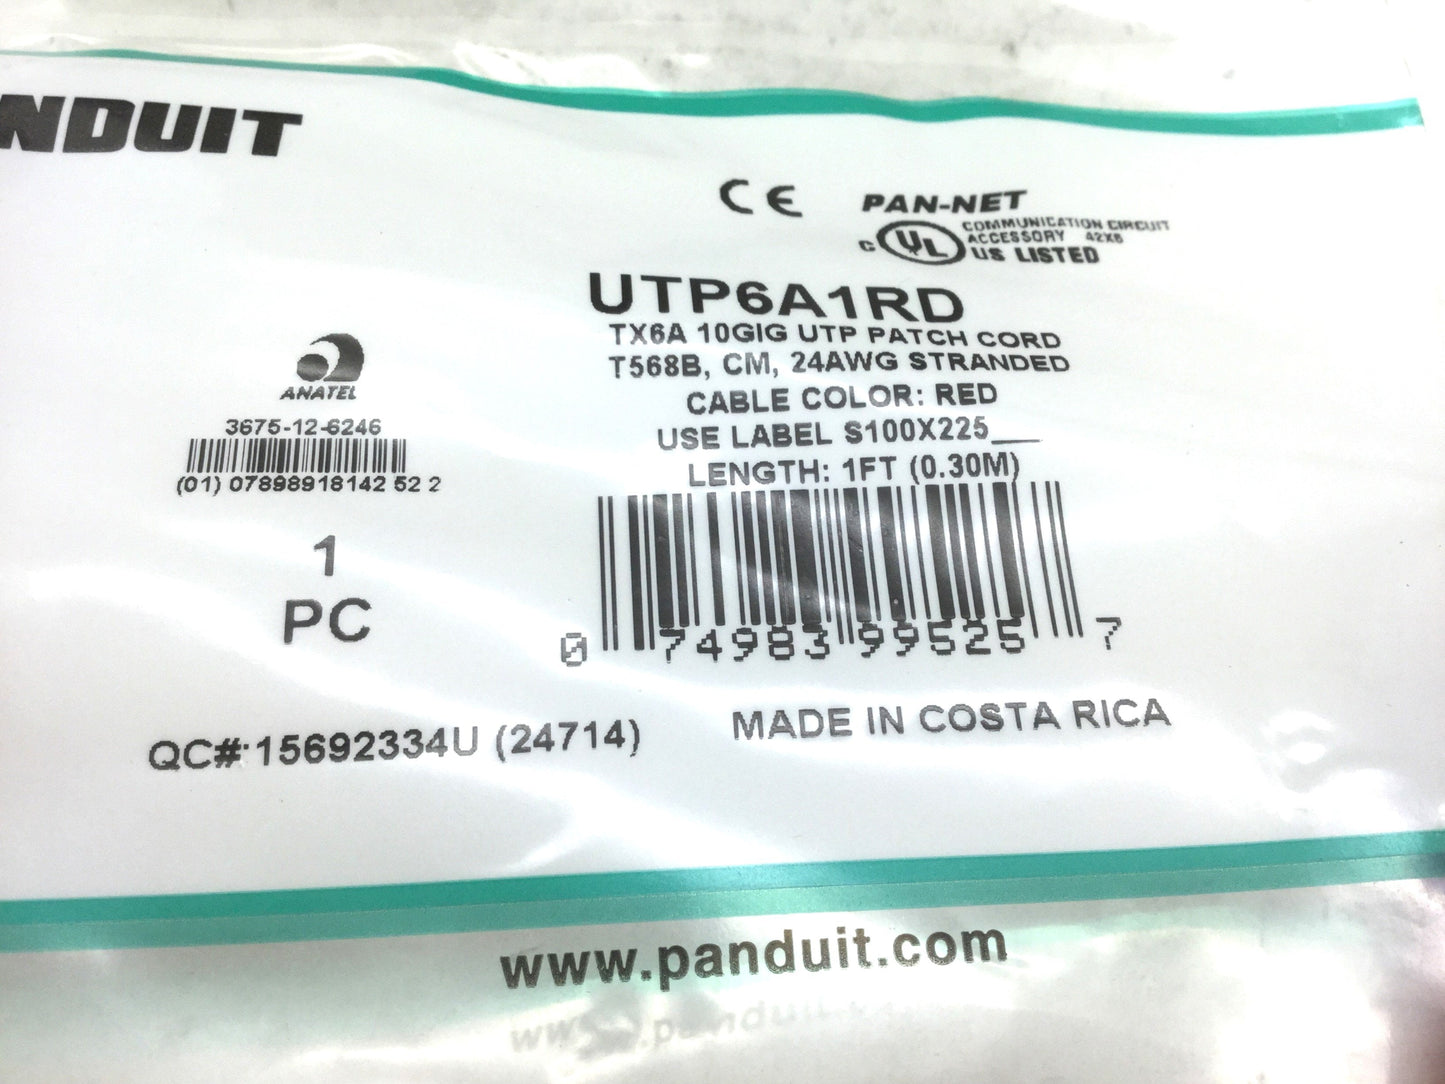 NDUIT
CE
PAN-NET
COMMUNICATION CIRCUIT
ACCESSORY 42X6
C UL US LISTED
UTP6A1RD
TX6A 10GIG UTP PATCH CORD
T568B, CM, 24AWG STRANDED
CABLE COLOR: RED
USE LABEL S100X225___
LENGTH: 1FT (0.30M)
0 74983 99525 7
ANATEL
3675-12-6246
(01) 07898918142 52 2
1
PC
QC#:15692334U (24714)
MADE IN COSTA RICA
www.panduit.com